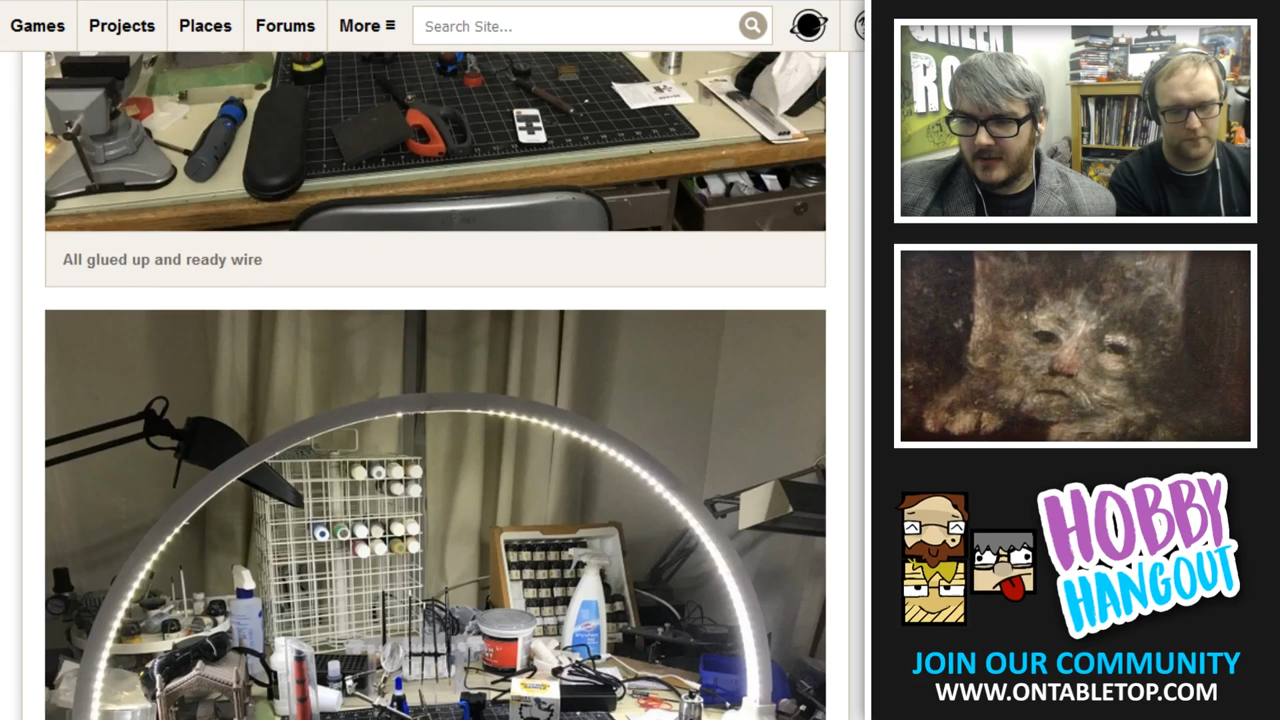 Games
Projects
Places
Forums
More ≡
Search Site...
All glued up and ready wire
HOBBY
HANGOUT
JOIN OUR COMMUNITY
WWW.ONTABLETOP.COM